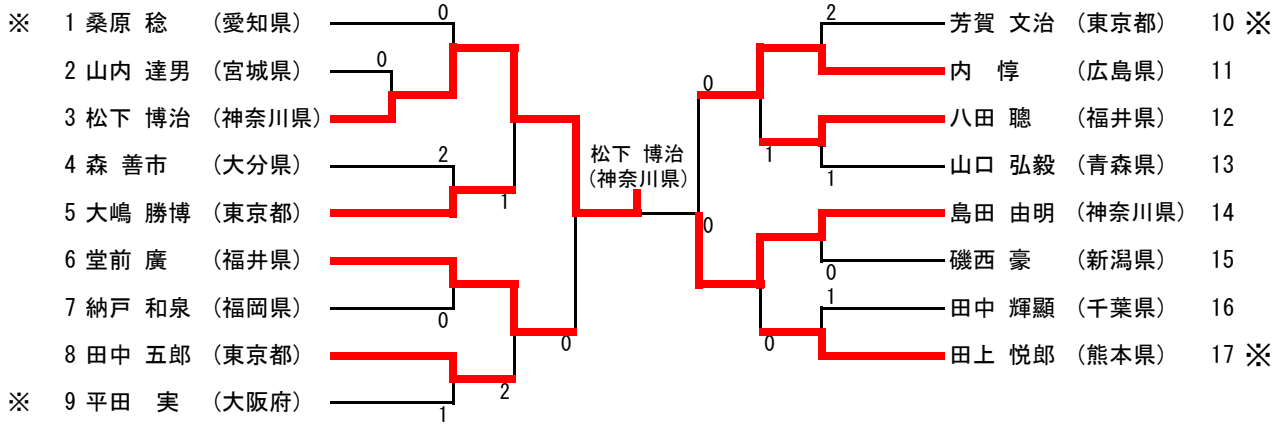 ※ 1 桑原 稔 (愛知県) 0
2 山内 達男 (宮城県) 0
3 松下 博治 (神奈川県)
4 森 善市 (大分県) 2
5 大嶋 勝博 (東京都) 1
6 堂前 廣 (福井県)
7 納戸 和泉 (福岡県) 0
0
8 田中 五郎 (東京都) 2
※ 9 平田 実 (大阪府) 1
松下 博治
(神奈川県)
2 芳賀 文治 (東京都) 10 ※
0 内 惇 (広島県) 11
八田 聰 (福井県) 12
1
山口 弘毅 (青森県) 13
1
島田 由明 (神奈川県) 14
0
磯西 豪 (新潟県) 15
0
1 田中 輝顯 (千葉県) 16
0 田上 悦郎 (熊本県) 17 ※